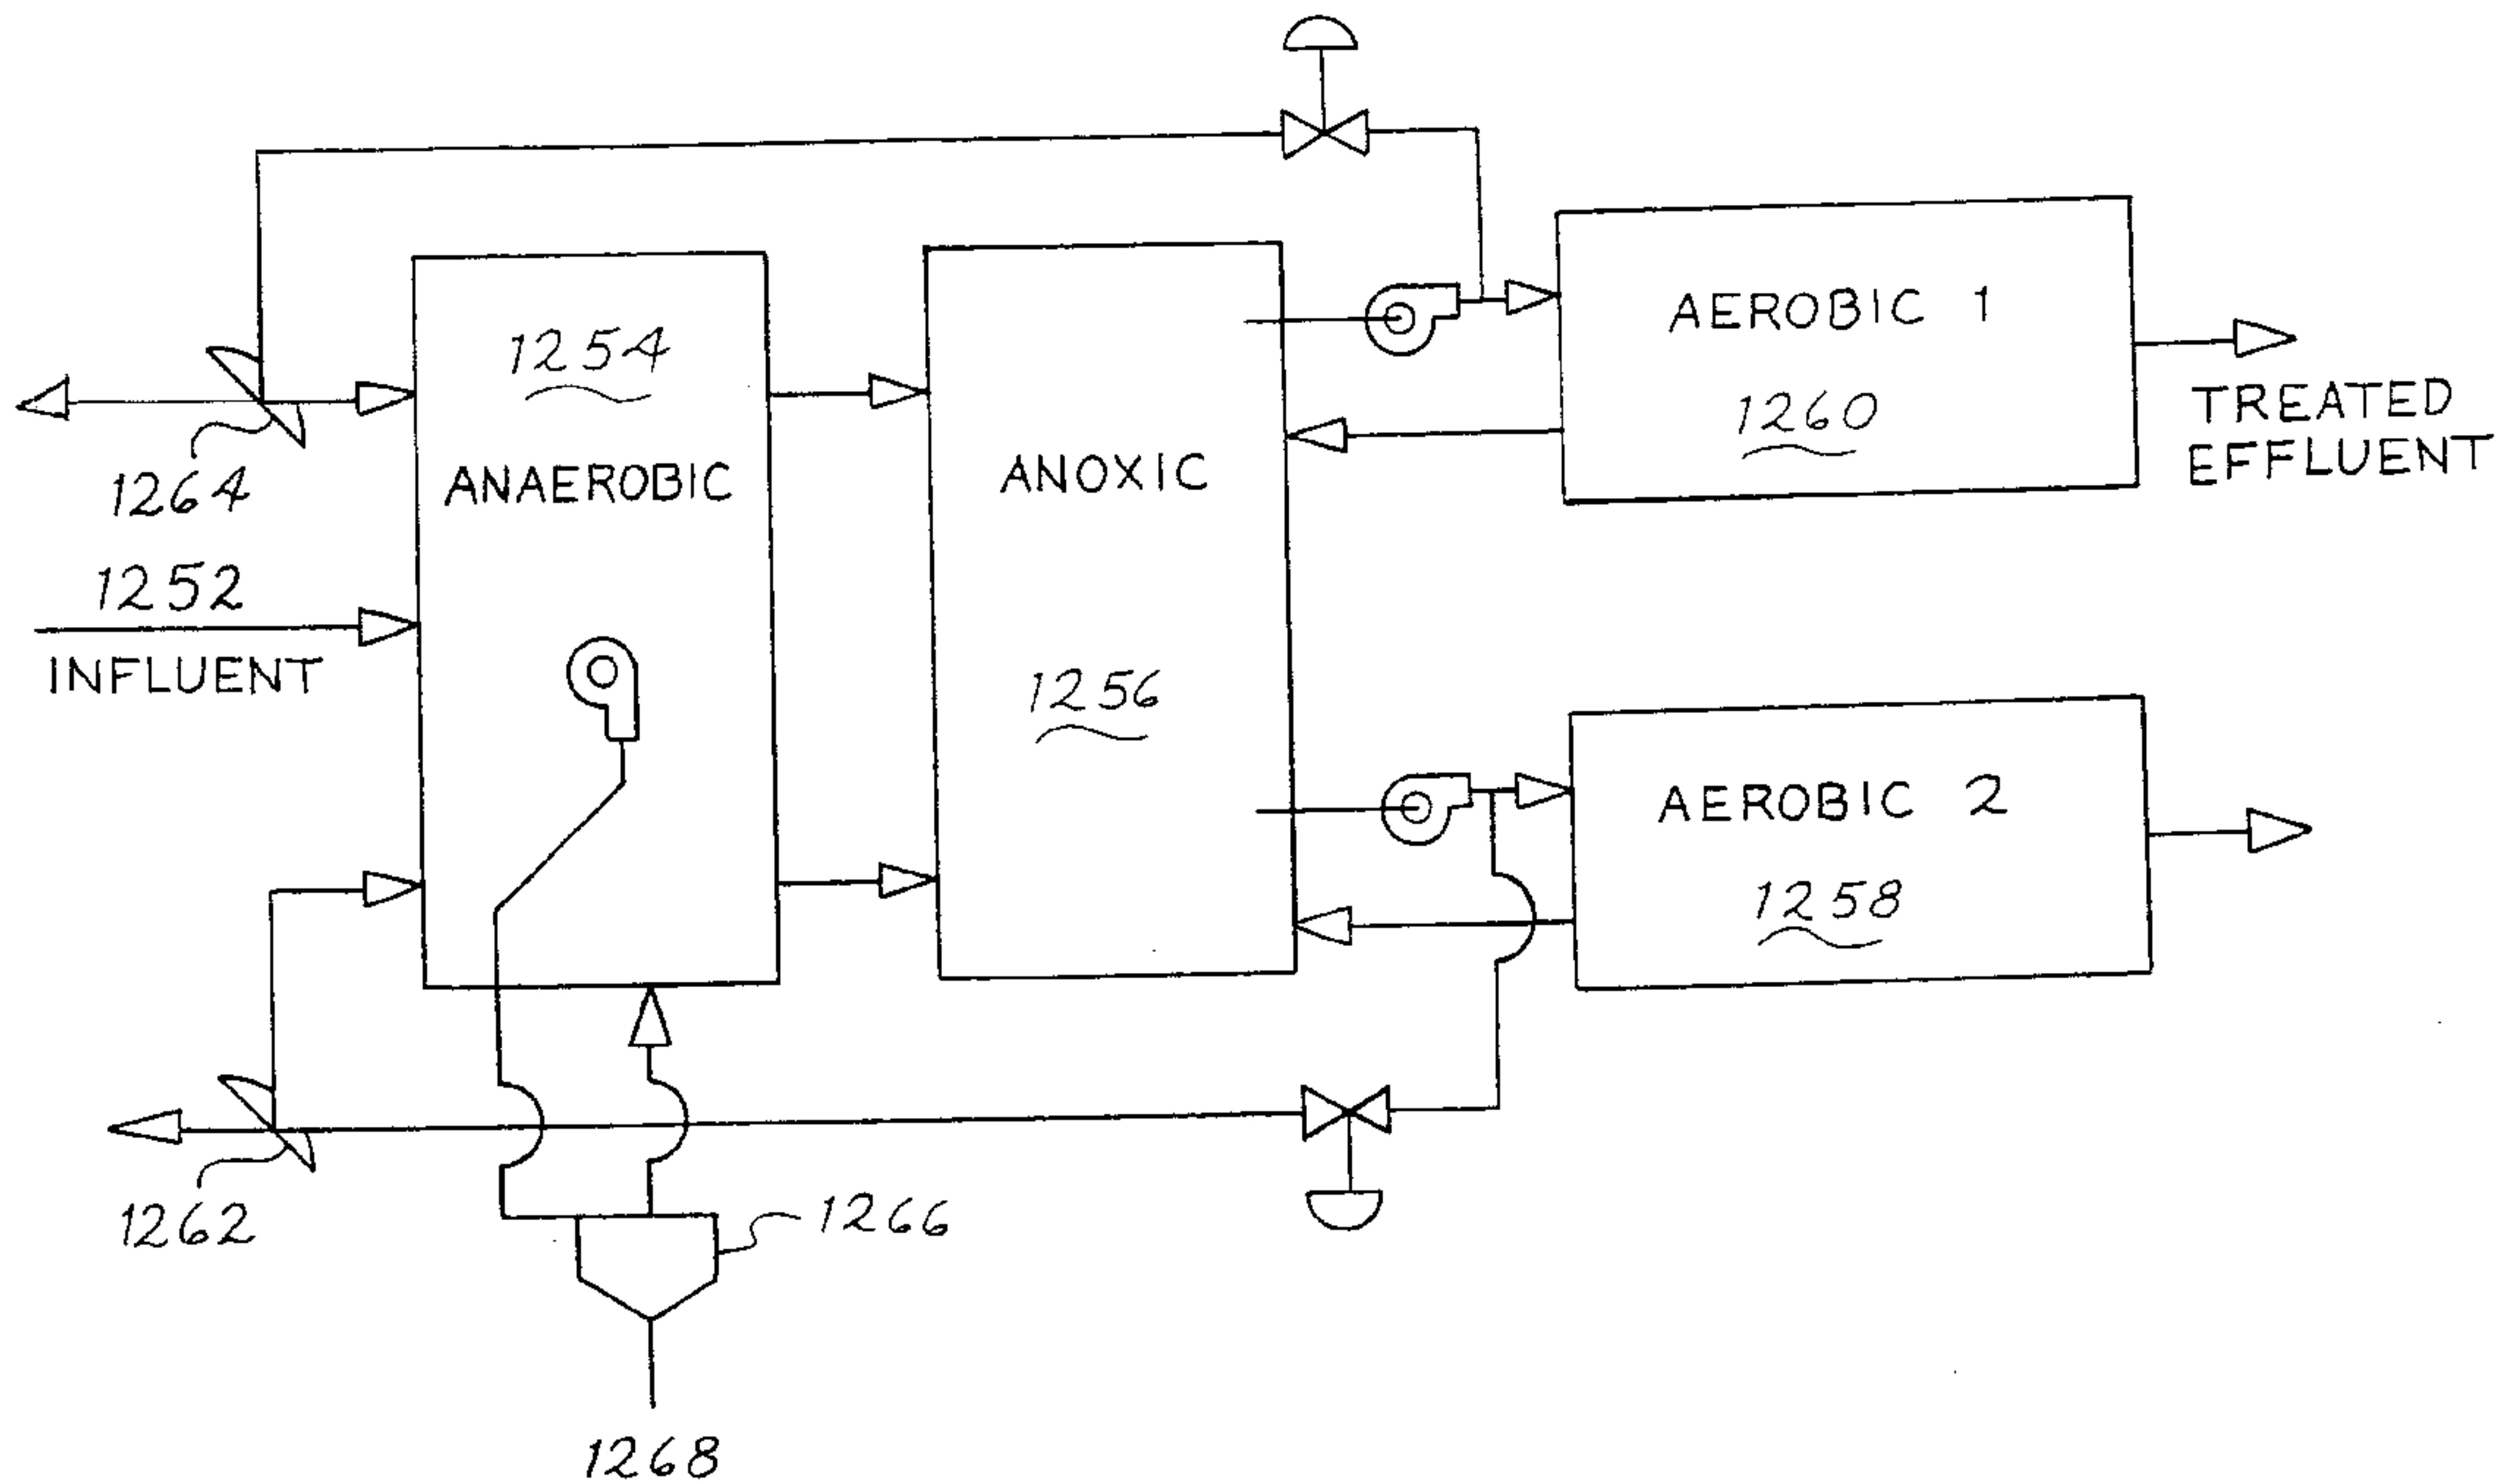 1254
AEROBIC 1
1260
TREATED
EFFLUENT
1264
ANAEROBIC
ANOXIC
1252
INFLUENT
1256
AEROBIC 2
1258
1262
1266
1268